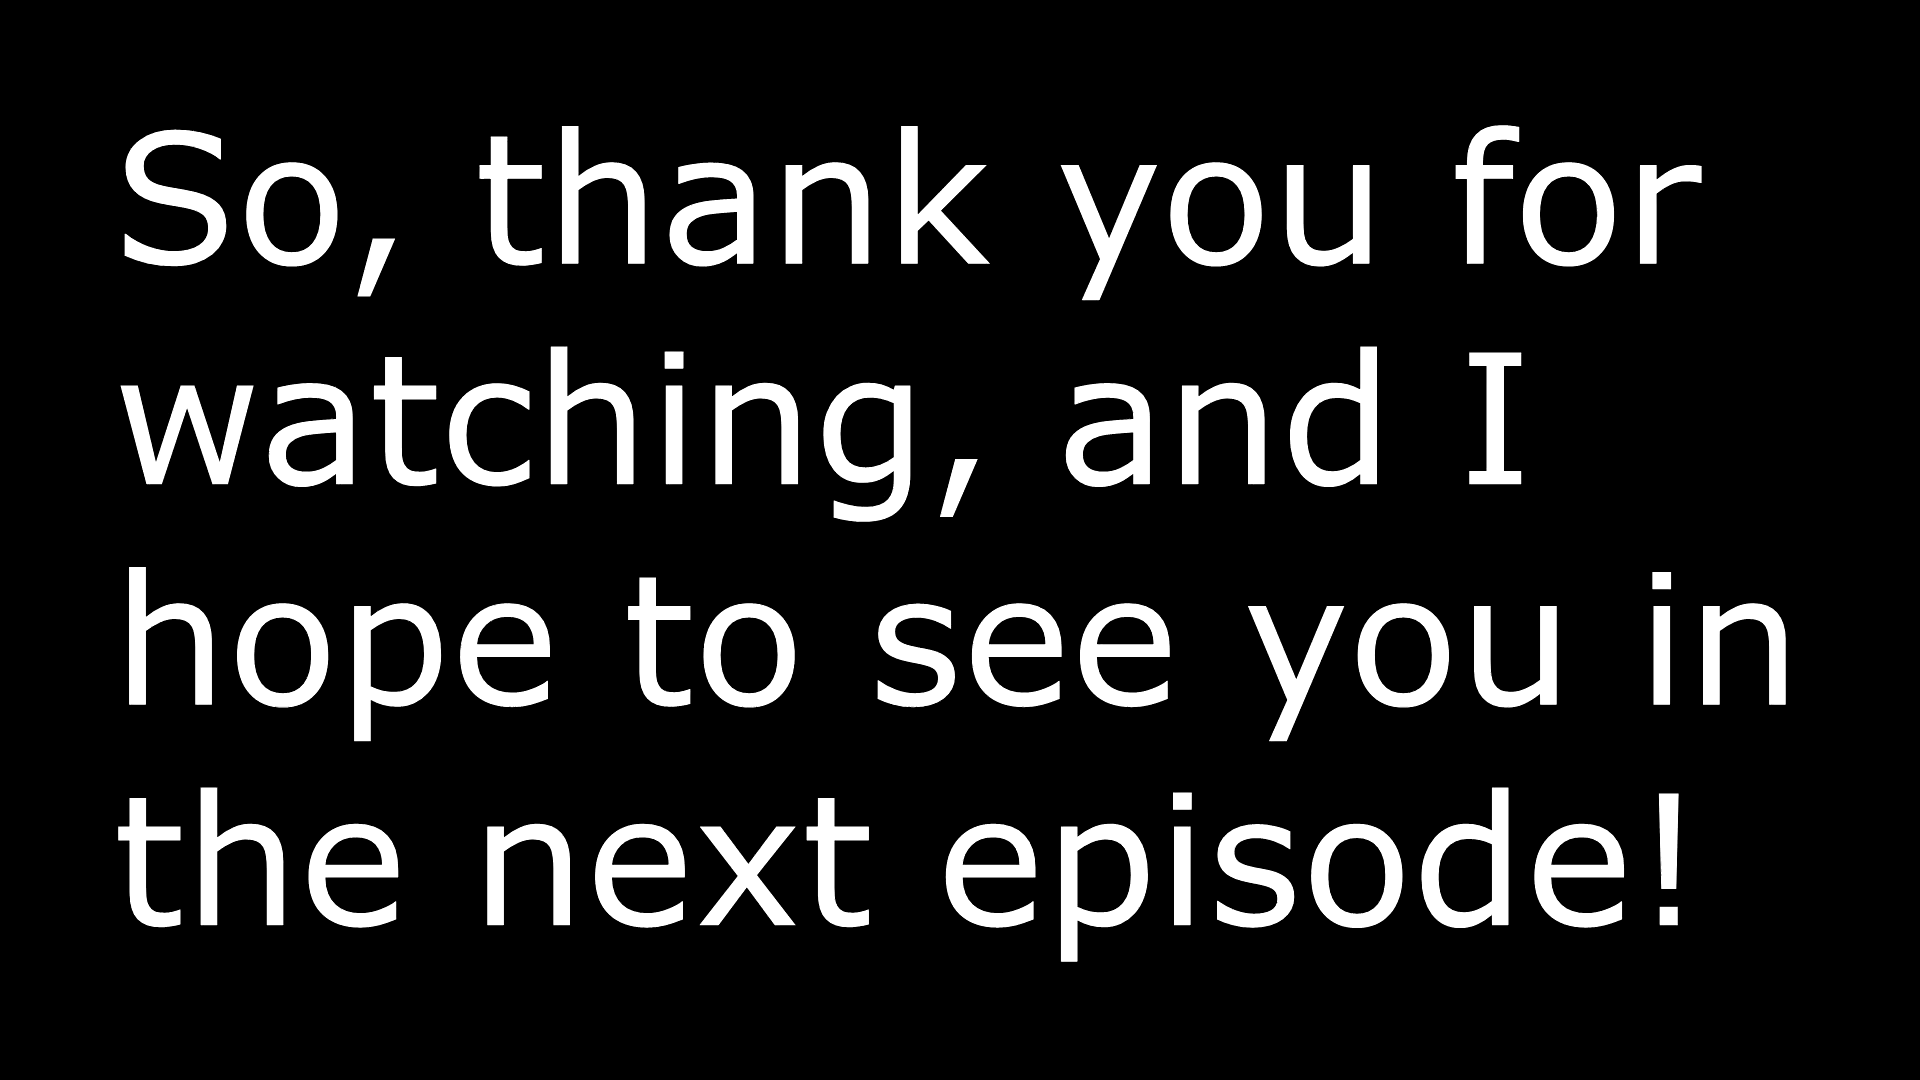 So, thank you for
watching, and I
hope to see you in
the next episode!